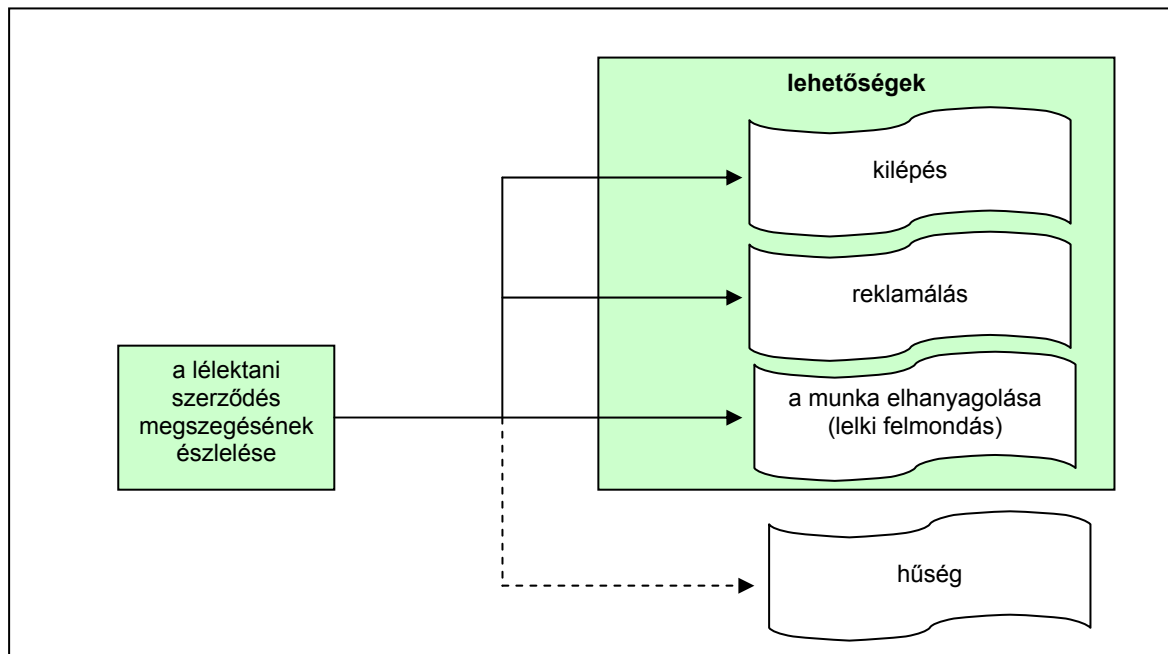 lehetőségek
kilépés
reklamálás
a lélektani
szerződés
megszegésének
észlelése
a munka elhanyagolása
(lelki felmondás)
hűség